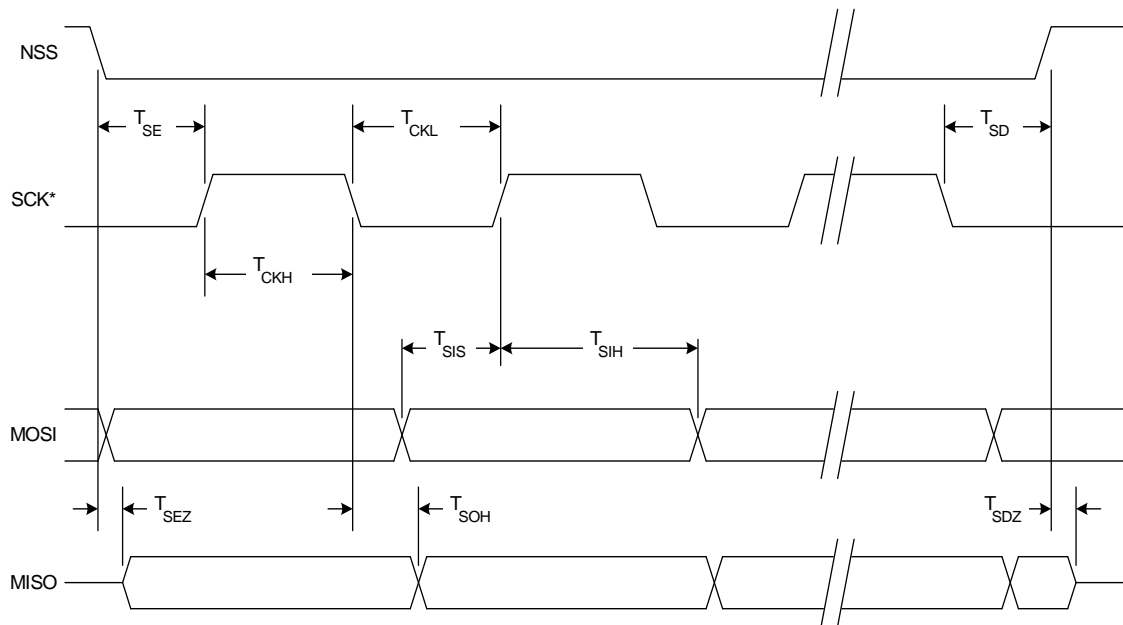 NSS
TSE
TCKL
TSD
SCK*
TCKH
TSIS
TSIH
MOSI
TSEZ
TSOH
TSDZ
MISO